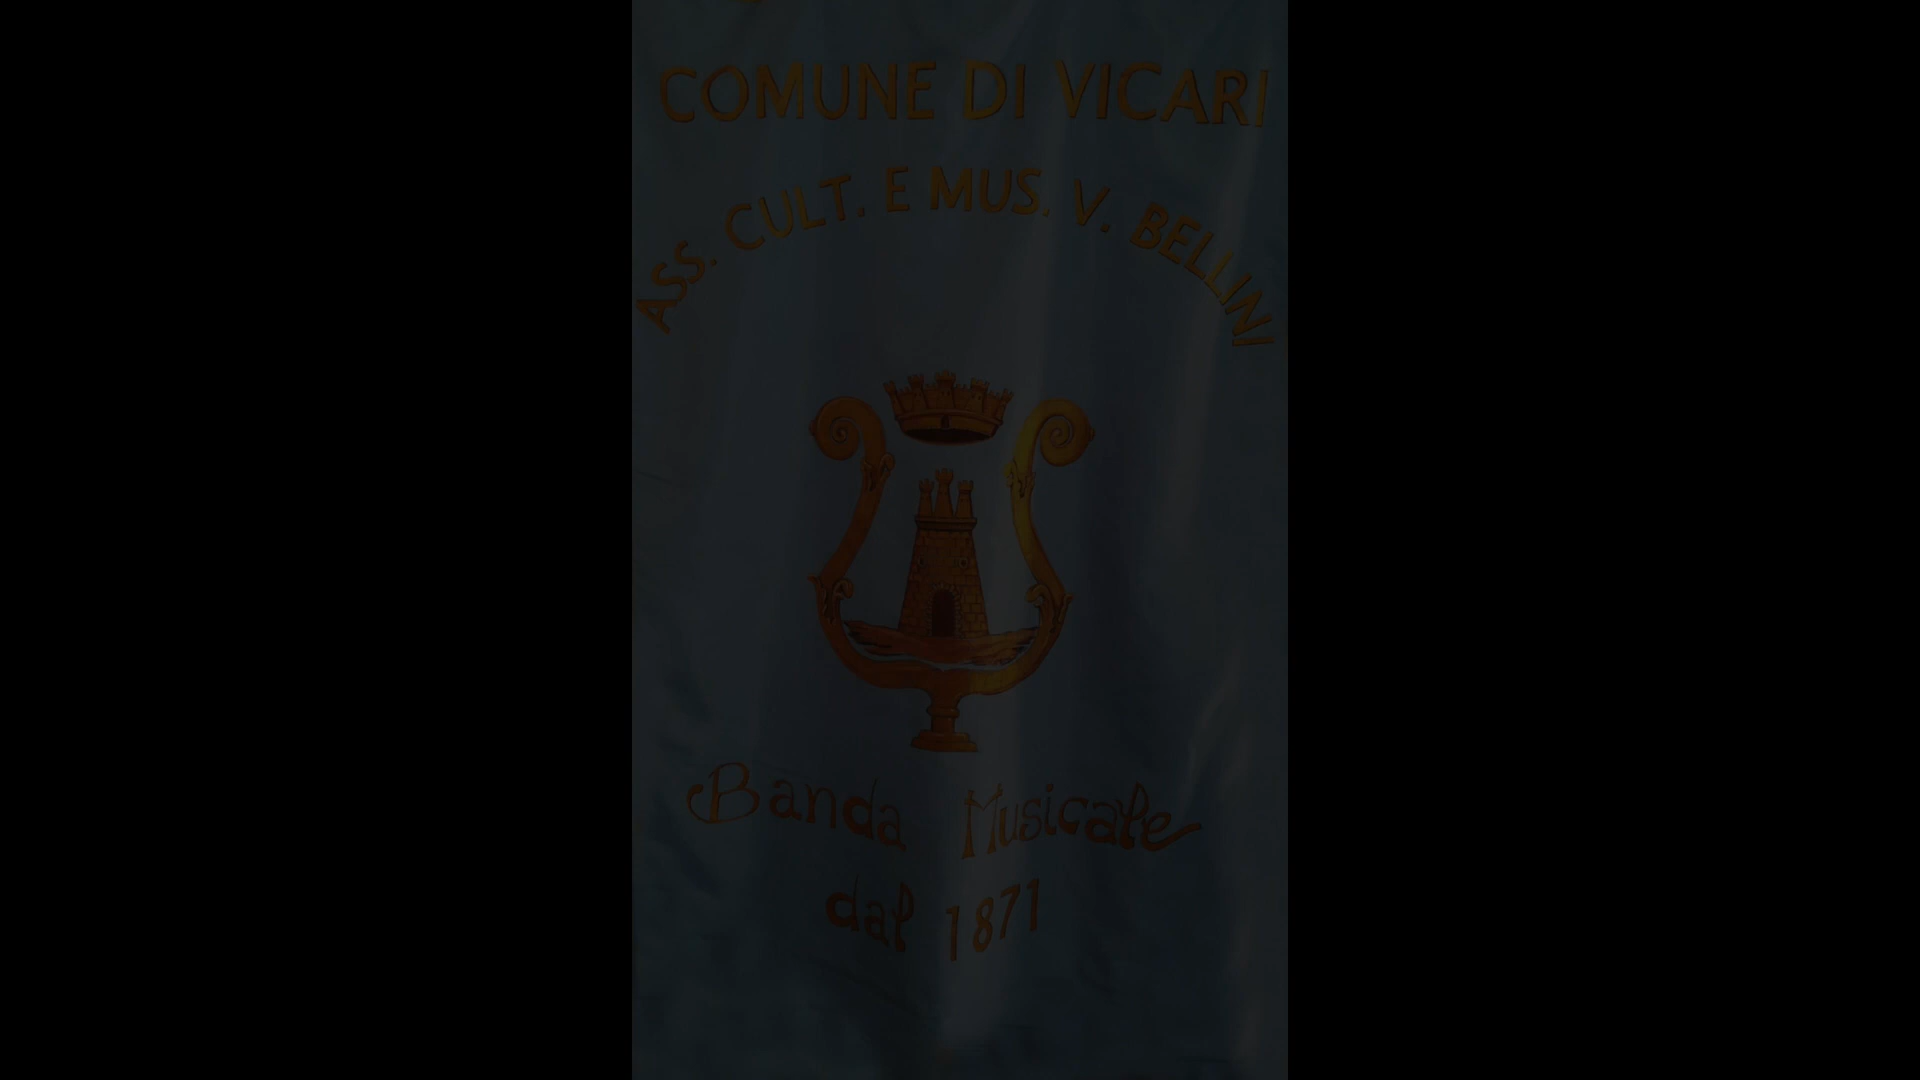 COMUNE DI VICARI
ASS. CULT. E MUS. V. BELLINI
Banda Musicale
dal 1871